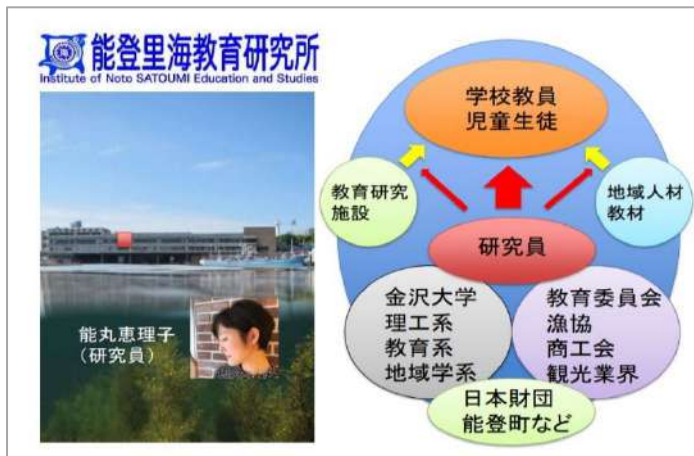 能登里海教育研究所
Institute of Noto SATOUMI Education and Studies
能丸恵理子
(研究員)
学校教員
児童生徒
教育研究
施設
地域人材
教材
研究員
金沢大学
理工系
教育系
地域学系
教育委員会
漁協
商工会
観光業界
日本財団
能登町など